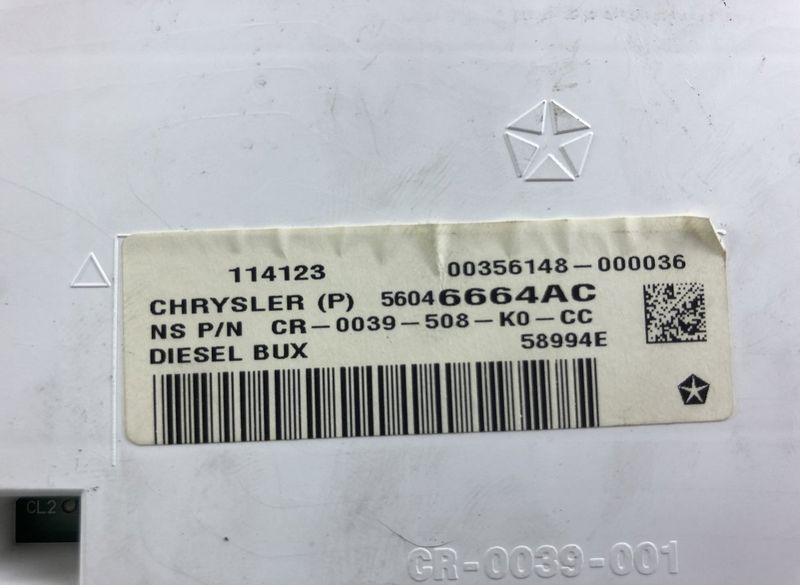 114123 00356148-000036
CHRYSLER (P) 56046664AC
NS P/N CR-0039-508-K0-CC
DIESEL BUX 58994E
CL2
CR-0039-001